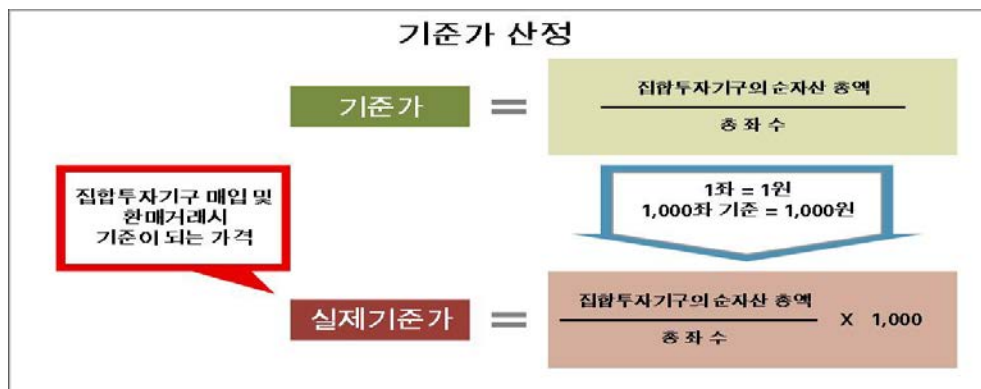 기준가 산정
기준가 = 집합투자기구의 순자산 총액
총 좌 수
집합투자기구 매입 및
환매거래시
기준이 되는 가격
1좌 = 1원
1,000좌 기준 = 1,000원
실제기준가 = 집합투자기구의 순자산 총액
총 좌 수
X 1,000